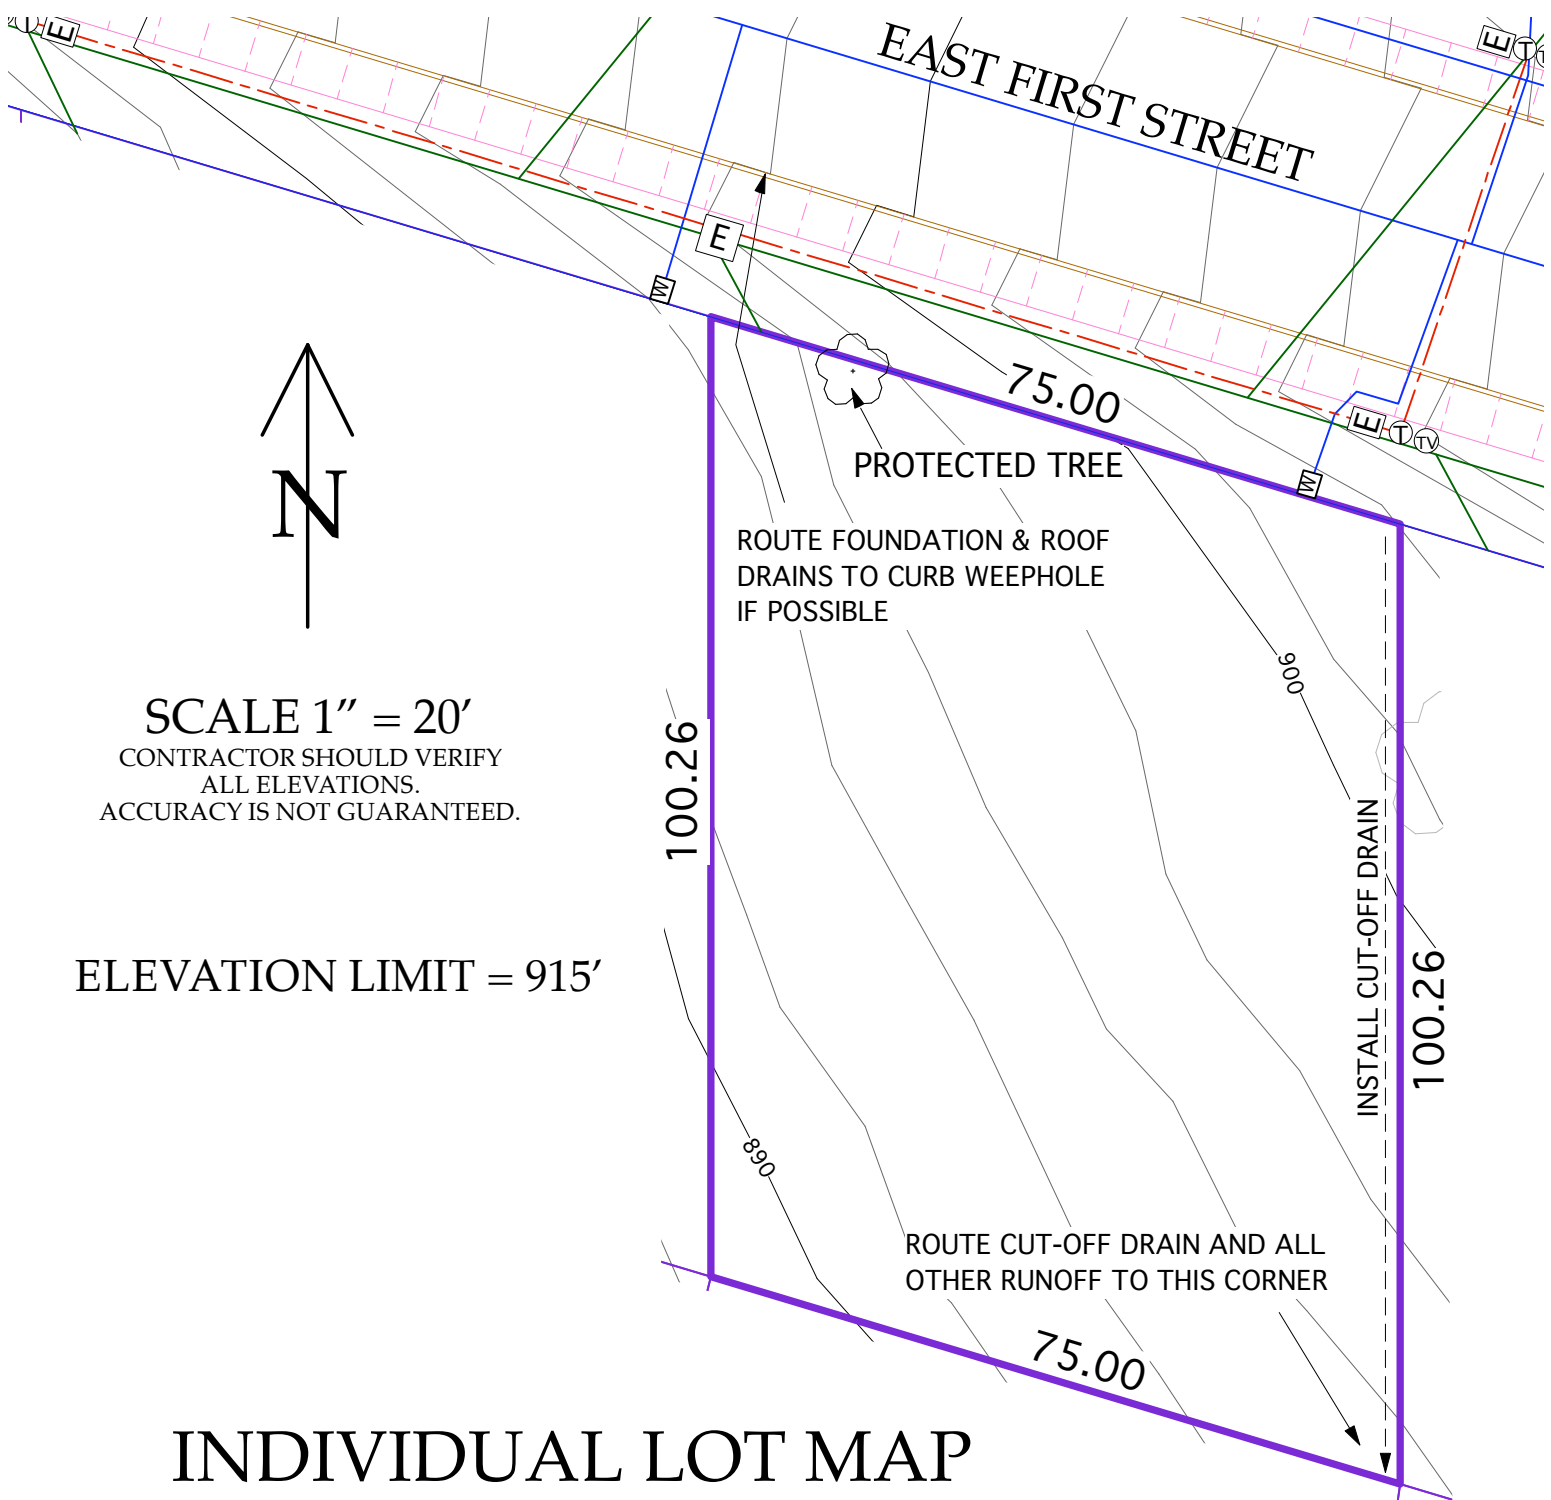 T
E
EAST FIRST STREET
E
T
E
W
75.00
E
T
TV
PROTECTED TREE
W
N
ROUTE FOUNDATION & ROOF
DRAINS TO CURB WEEPHOLE
IF POSSIBLE
900
SCALE 1" = 20'
CONTRACTOR SHOULD VERIFY
ALL ELEVATIONS.
ACCURACY IS NOT GUARANTEED.
100.26
INSTALL CUT-OFF DRAIN
100.26
ELEVATION LIMIT = 915'
890
ROUTE CUT-OFF DRAIN AND ALL
OTHER RUNOFF TO THIS CORNER
75.00
INDIVIDUAL LOT MAP